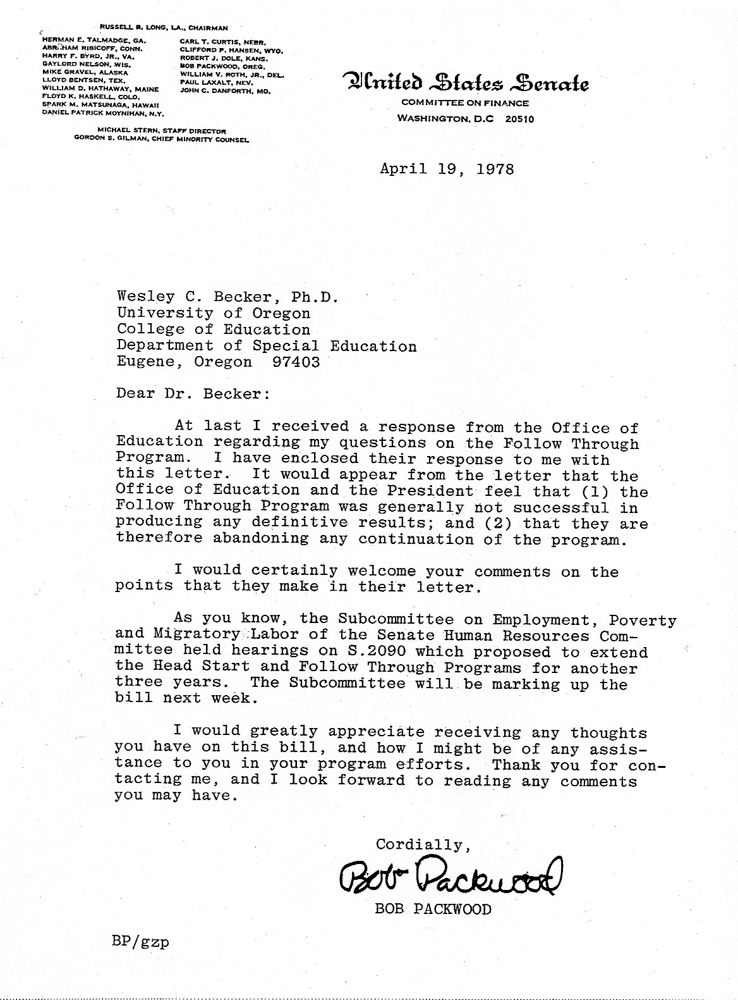 RUSSELL B. LONG, LA., CHAIRMAN
HERMAN E. TALMADGE, GA.
ABRAHAM RIBICOFF, CONN.
HARRY F. BYRD, JR., VA.
GAYLORD NELSON, WIS.
MIKE GRAVEL, ALASKA
LLOYD BENTSEN, TEX.
WILLIAM D. HATHAWAY, MAINE
FLOYD K. HASKELL, COLO.
SPARK M. MATSUNAGA, HAWAII
DANIEL PATRICK MOYNIHAN, N.Y.
CARL T. CURTIS, NEBR.
CLIFFORD P. HANSEN, WYO.
ROBERT J. DOLE, KANS.
BOB PACKWOOD, OREG.
WILLIAM V. ROTH, JR., DEL.
PAUL LAXALT, NEV.
JOHN C. DANFORTH, MO.
MICHAEL STERN, STAFF DIRECTOR
GORDON S. GILMAN, CHIEF MINORITY COUNSEL
United States Senate
COMMITTEE ON FINANCE
WASHINGTON, D.C 20510
April 19, 1978
Wesley C. Becker, Ph.D.
University of Oregon
College of Education
Department of Special Education
Eugene, Oregon 97403
Dear Dr. Becker:
At last I received a response from the Office of
Education regarding my questions on the Follow Through
Program. I have enclosed their response to me with
this letter. It would appear from the letter that the
Office of Education and the President feel that (1) the
Follow Through Program was generally not successful in
producing any definitive results; and (2) that they are
therefore abandoning any continuation of the program.
I would certainly welcome your comments on the
points that they make in their letter.
As you know, the Subcommittee on Employment, Poverty
and Migratory Labor of the Senate Human Resources Com-
mittee held hearings on S.2090 which proposed to extend
the Head Start and Follow Through Programs for another
three years. The Subcommittee will be marking up the
bill next week.
I would greatly appreciate receiving any thoughts
you have on this bill, and how I might be of any assis-
tance to you in your program efforts. Thank you for con-
tacting me, and I look forward to reading any comments
you may have.
Cordially,
Bob Packwood
BOB PACKWOOD
BP/gzp